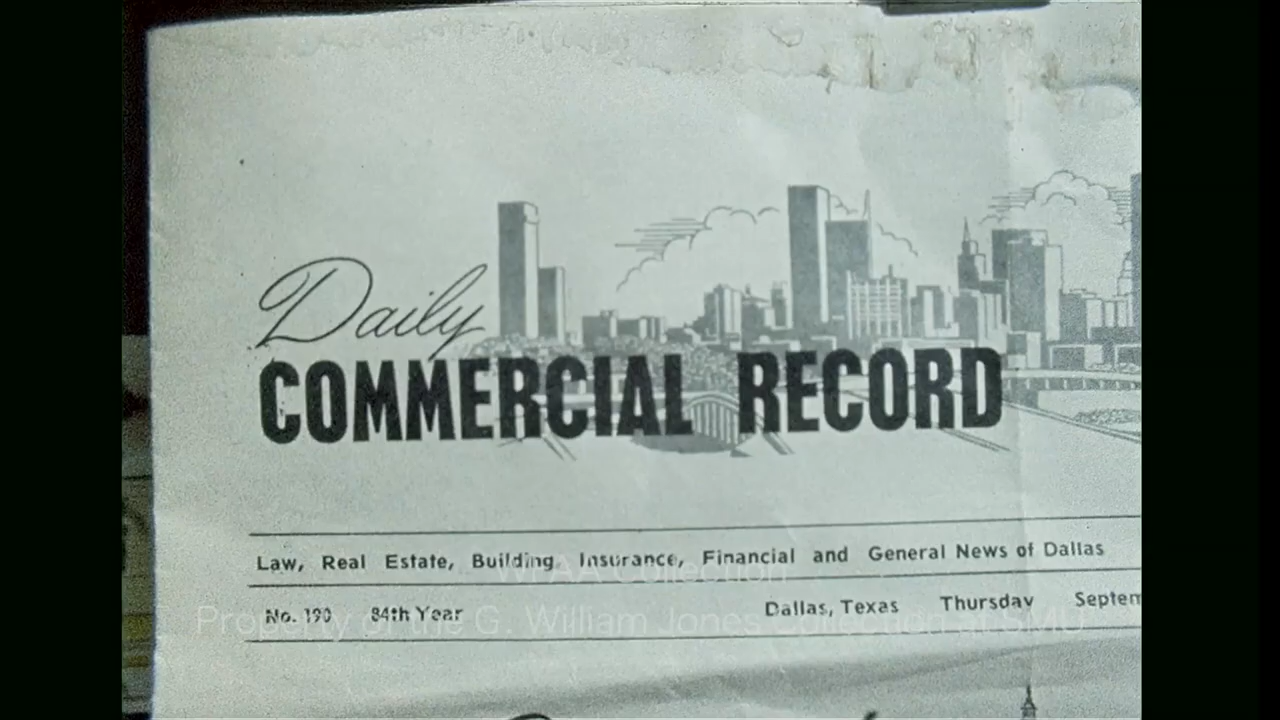 Daily
COMMERCIAL RECORD
Law, Real Estate, Building, Insurance, Financial and General News of Dallas
WFAA Collection
No. 190 84th Year Dallas, Texas Thursday Septem
Property of the G. William Jones Collection at SMU